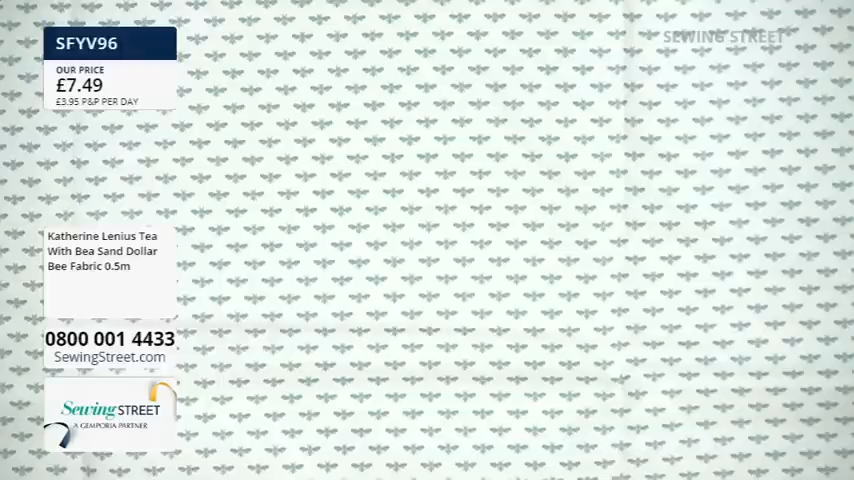 SFYV96
SEWING STREET
OUR PRICE
£7.49
£3.95 P&P PER DAY
Katherine Lenius Tea
With Bea Sand Dollar
Bee Fabric 0.5m
0800 001 4433
SewingStreet.com
Sewing STREET
A GEMPORIA PARTNER